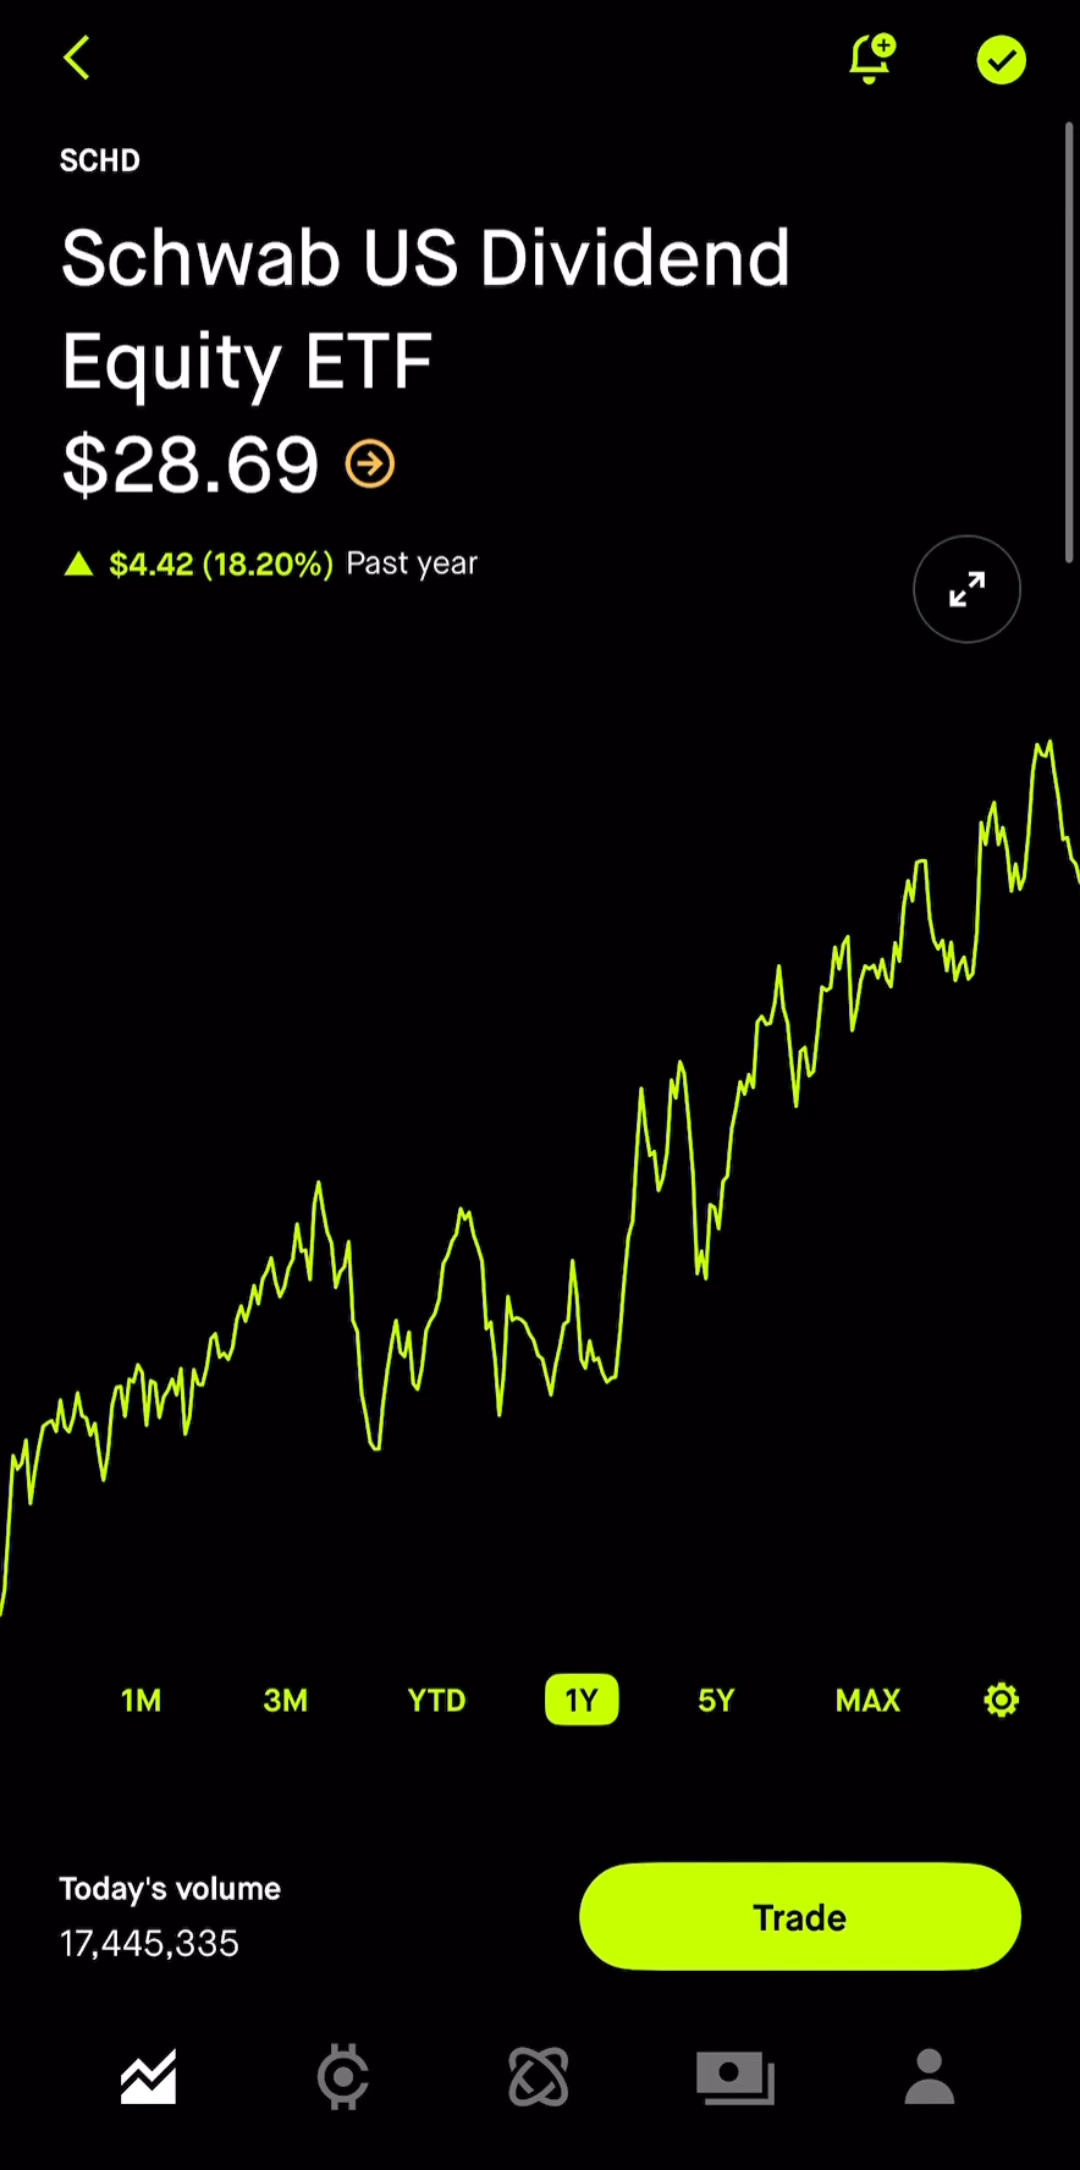 SCHD
Schwab US Dividend
Equity ETF
$28.69
$4.42 (18.20%) Past year
1M 3M YTD 1Y 5Y MAX
Today's volume
17,445,335
Trade